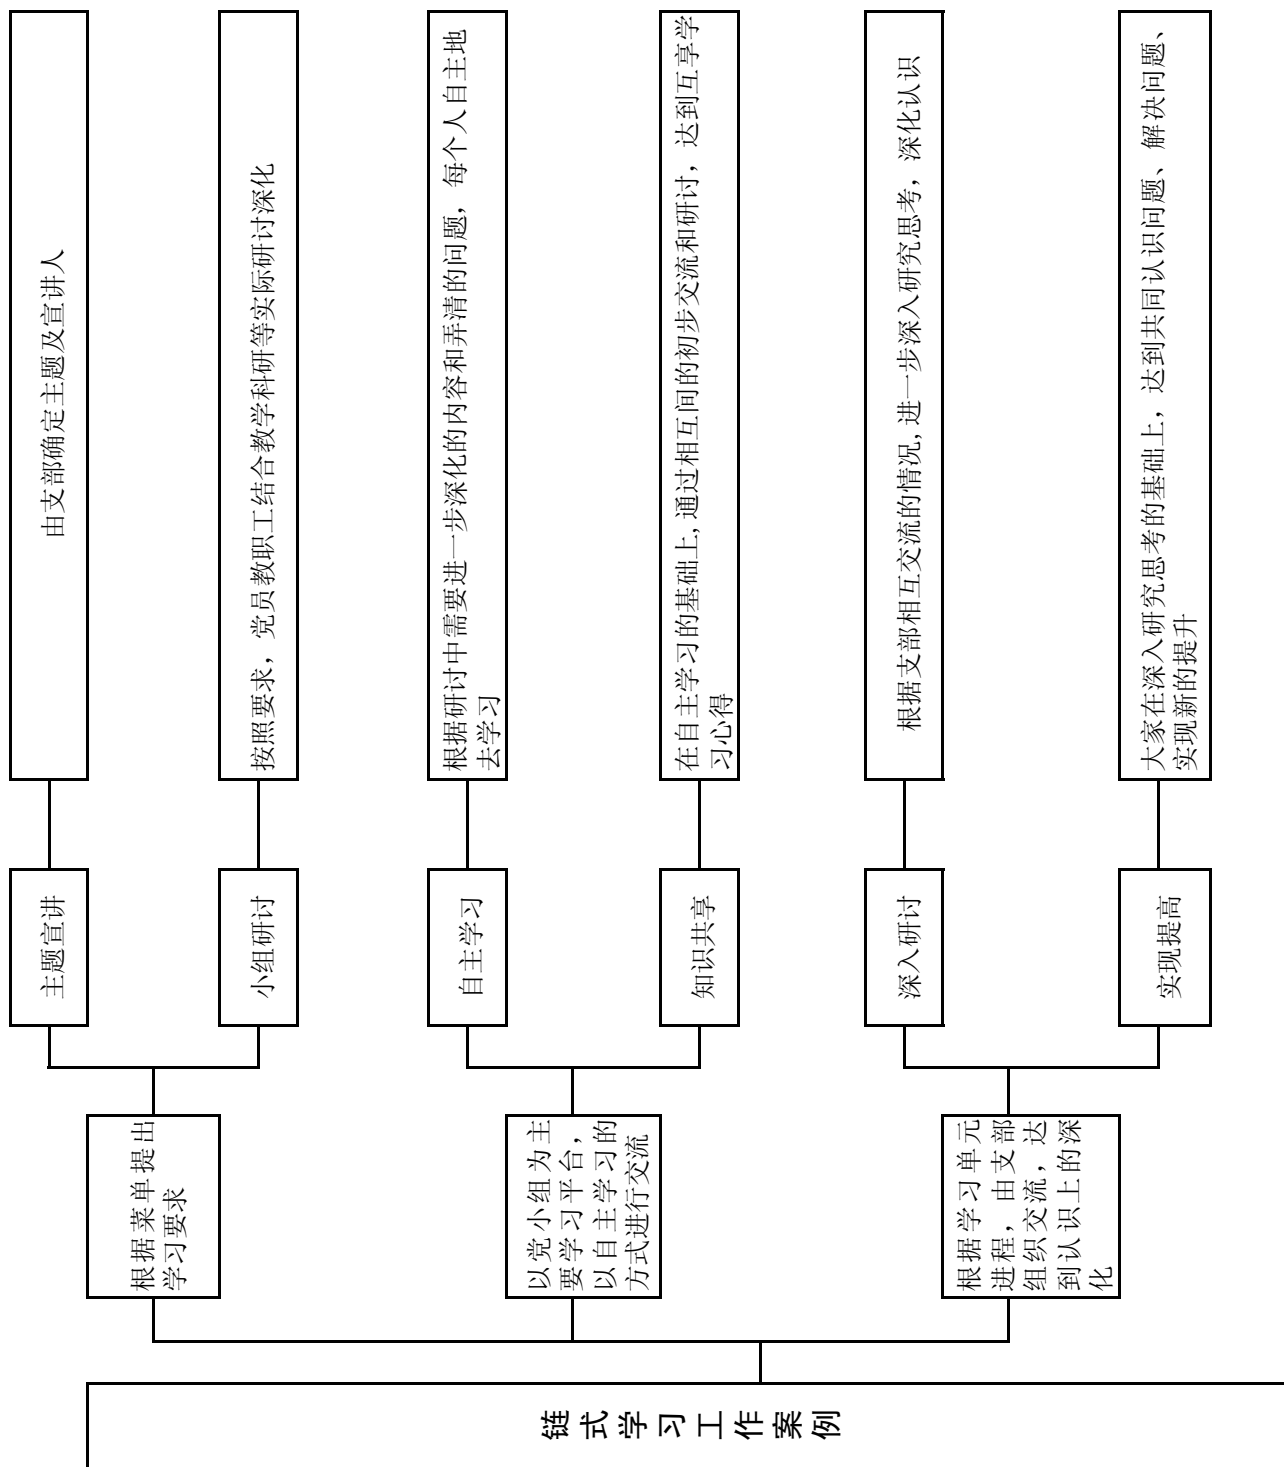 链式学习工作案例
根据菜单提出
学习要求
主题宣讲
由支部确定主题及宣讲人
小组研讨
按照要求，党员教职工结合教学科研等实际研讨深化
以党小组为主
要学习平台，
以自主学习的
方式进行交流
自主学习
根据研讨中需要进一步深化的内容和弄清的问题，每个人自主地
去学习
知识共享
在自主学习的基础上,通过相互间的初步交流和研讨，达到互享学
习心得
根据学习单元
进程，由支部
组织交流，达
到认识上的深
化
深入研讨
根据支部相互交流的情况,进一步深入研究思考，深化认识
实现提高
大家在深入研究思考的基础上，达到共同认识问题、解决问题、
实现新的提升